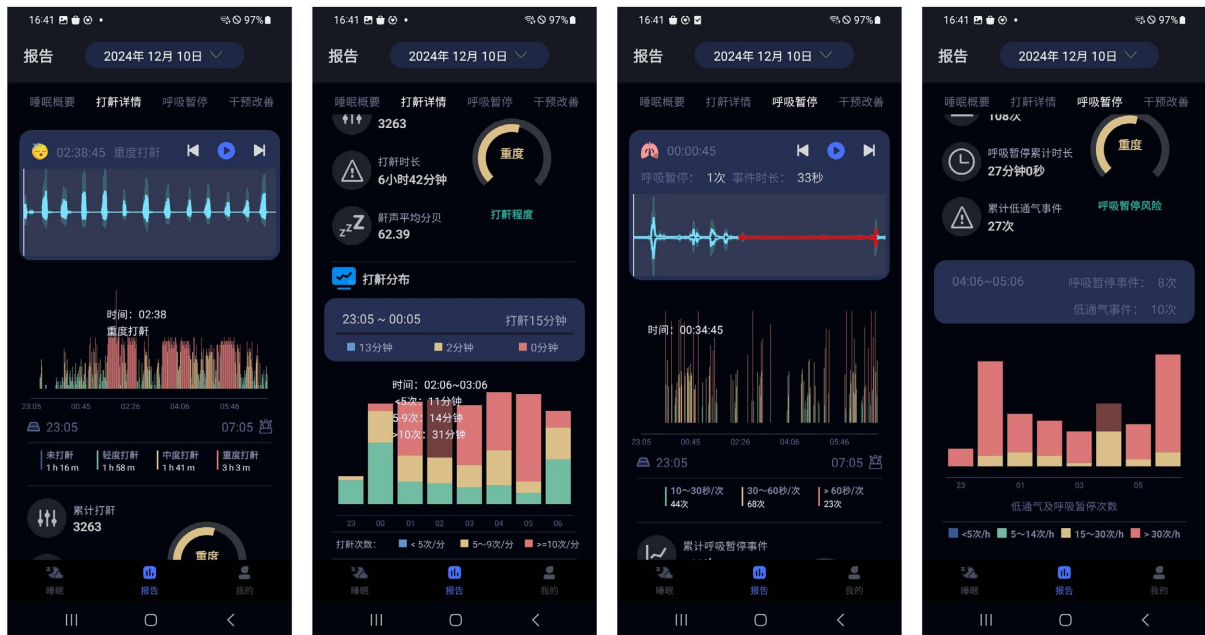 16:41
97%
报告
2024年 12月 10日
睡眠概要 打鼾详情 呼吸暂停 干预改善
02:38:45 重度打鼾
时间：02:38
重度打鼾
23:05 00:45 02:26 04:06 05:46
23:05
07:05
未打鼾 轻度打鼾 中度打鼾 重度打鼾
1 h 16 m 1 h 58 m 1 h 41 m 3 h 3 m
累计打鼾
3263
重度
睡眠 报告 我的
16:41
97%
报告
2024年 12月 10日
睡眠概要 打鼾详情 呼吸暂停 干预改善
3263
打鼾时长
6小时42分钟
重度
鼾声平均分贝
62.39
打鼾程度
打鼾分布
23:05 ~ 00:05 打鼾15分钟
13分钟 2分钟 0分钟
时间：02:06~03:06
<5次：11分钟
5-9次：14分钟
>10次：31分钟
23 00 01 02 03 04 05 06
打鼾次数： < 5次/分 5～9次/分 >=10次/分
睡眠 报告 我的
16:41
97%
报告
2024年 12月 10日
睡眠概要 打鼾详情 呼吸暂停 干预改善
00:00:45
呼吸暂停： 1次 事件时长： 33秒
时间：00:34:45
23:05 00:45 02:26 04:06 05:46
23:05
07:05
10～30秒/次 30～60秒/次 > 60秒/次
44次 68次 23次
累计呼吸暂停事件
睡眠 报告 我的
16:41
97%
报告
2024年 12月 10日
睡眠概要 打鼾详情 呼吸暂停 干预改善
108次
呼吸暂停累计时长
27分钟0秒
重度
累计低通气事件
27次
呼吸暂停风险
04:06~05:06 呼吸暂停事件： 8次
低通气事件： 10次
23 01 03 05
低通气及呼吸暂停次数
<5次/h 5～14次/h 15～30次/h > 30次/h
睡眠 报告 我的